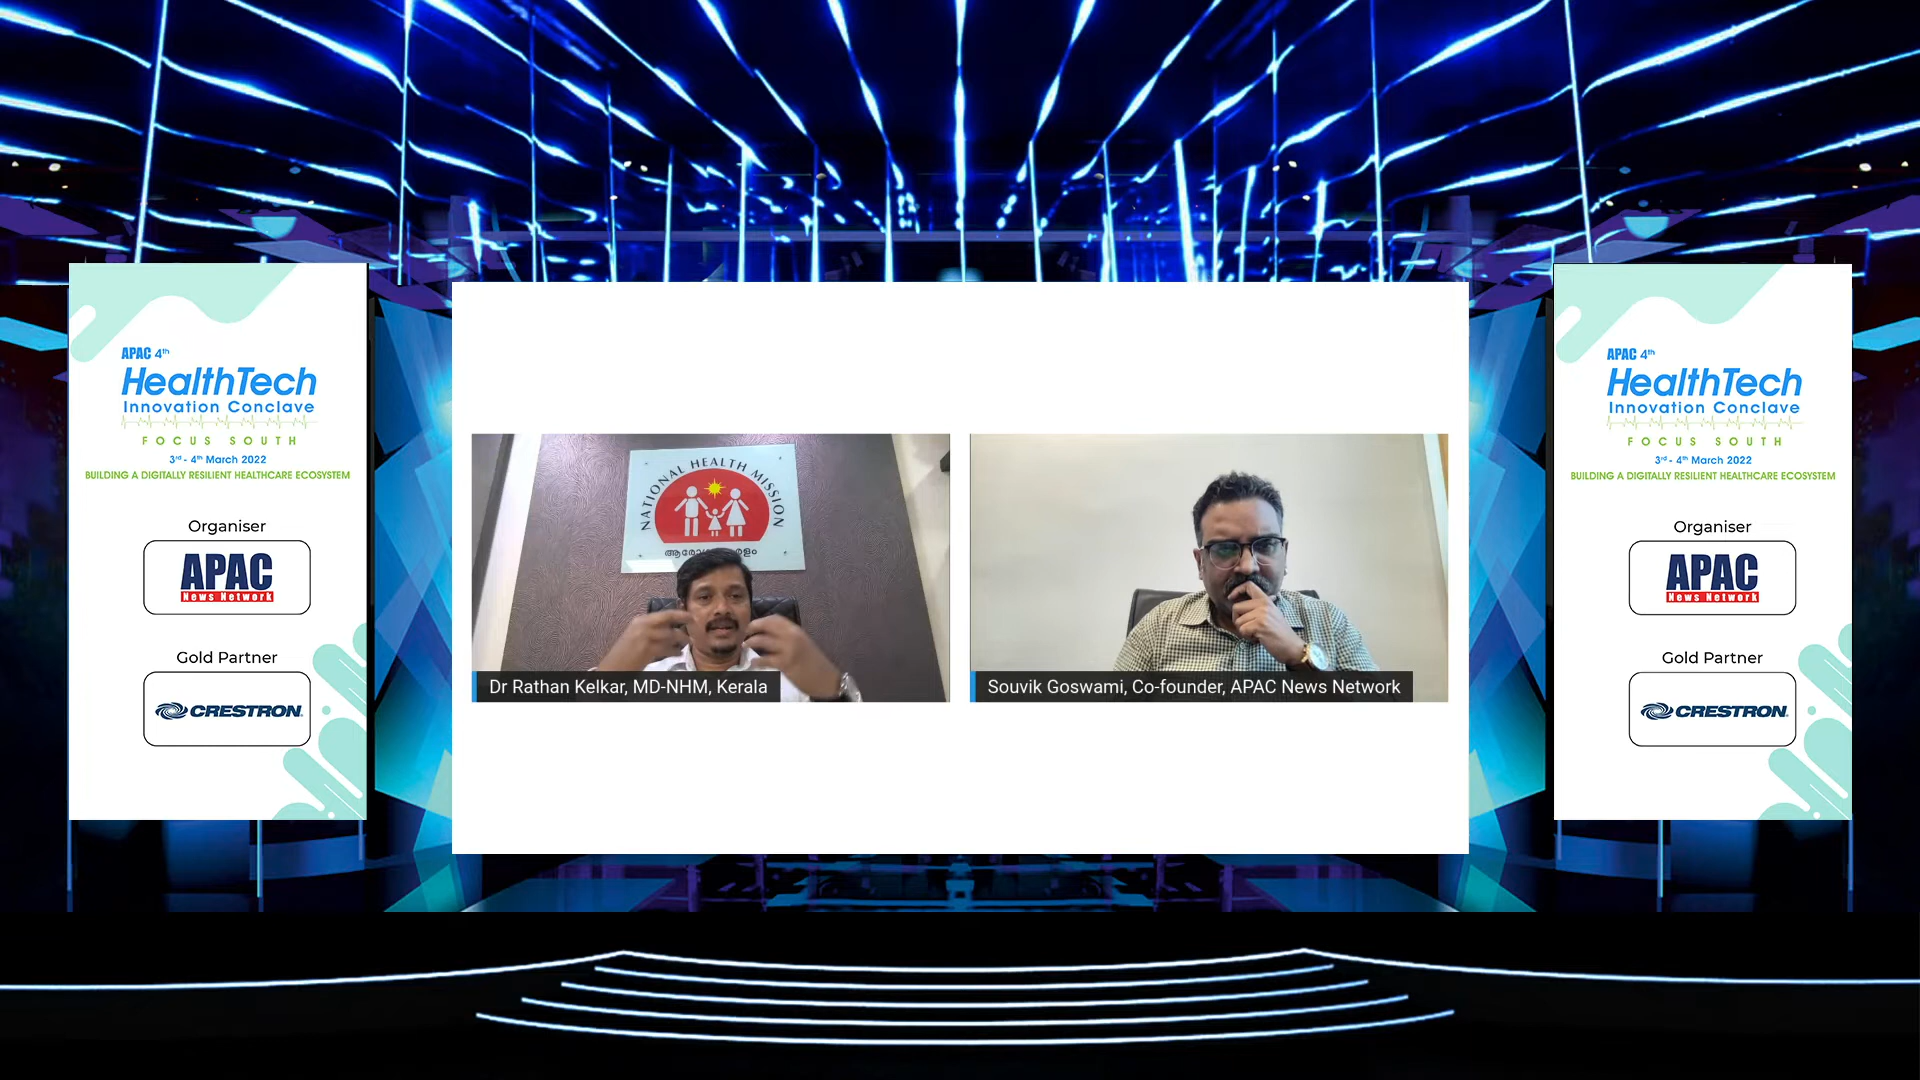 APAC 4th
HealthTech
Innovation Conclave
FOCUS SOUTH
3rd - 4th March 2022
BUILDING A DIGITALLY RESILIENT HEALTHCARE ECOSYSTEM
Organiser
APAC
News Network
Gold Partner
CRESTRON
NATIONAL HEALTH MISSION
Dr Rathan Kelkar, MD-NHM, Kerala
Souvik Goswami, Co-founder, APAC News Network
APAC 4th
HealthTech
Innovation Conclave
FOCUS SOUTH
3rd - 4th March 2022
BUILDING A DIGITALLY RESILIENT HEALTHCARE ECOSYSTEM
Organiser
APAC
News Network
Gold Partner
CRESTRON